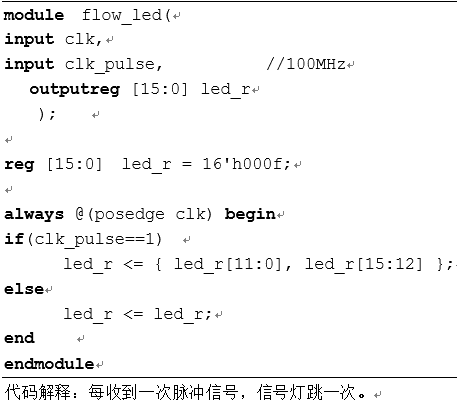 module flow_led(
input clk,
input clk_pulse, //100MHz
outputreg [15:0] led_r
);
reg [15:0] led_r = 16'h000f;
always @(posedge clk) begin
if(clk_pulse==1)
led_r <= { led_r[11:0], led_r[15:12] };
else
led_r <= led_r;
end
endmodule
代码解释：每收到一次脉冲信号，信号灯跳一次。